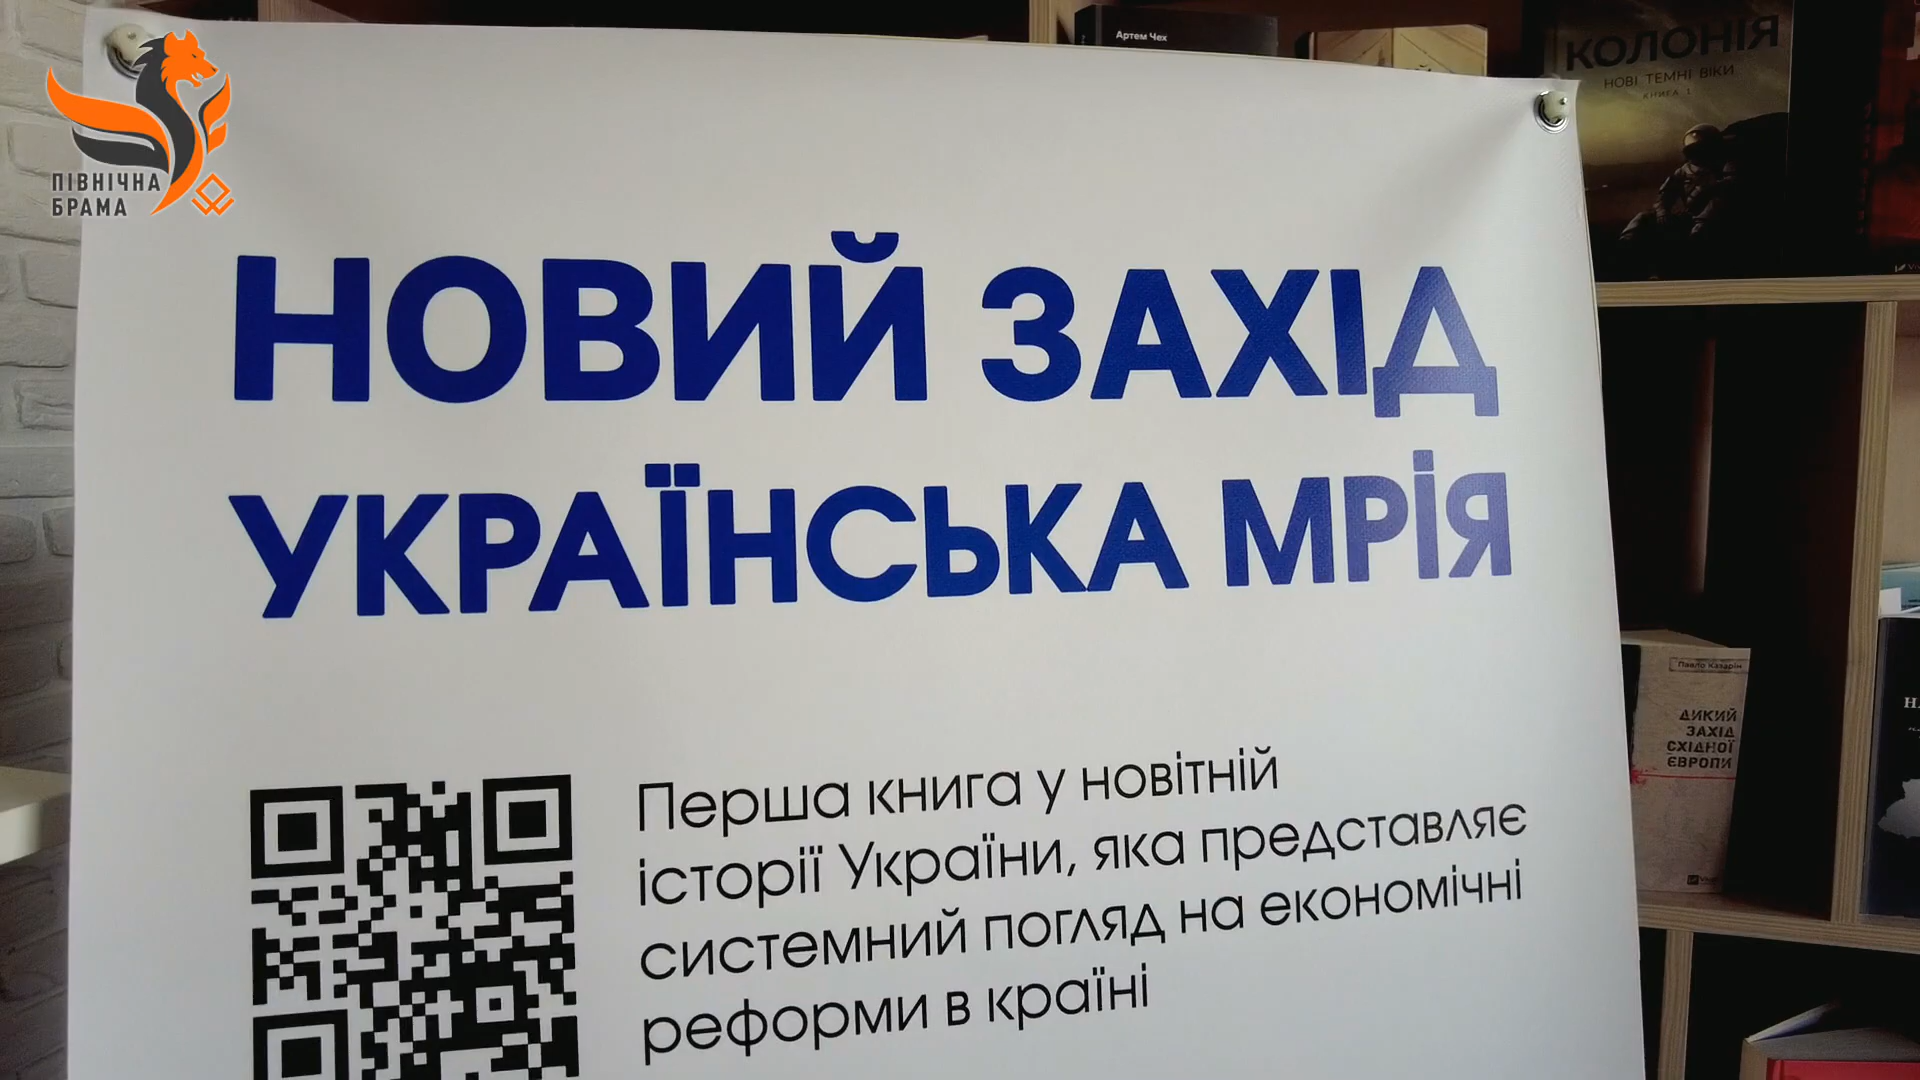 ПІВНІЧНА
БРАМА
НОВИЙ ЗАХІД
УКРАЇНСЬКА МРІЯ
Перша книга у новітній
історії України, яка представляє
системний погляд на економічні
реформи в країні
Артем Чех
КОЛОНІЯ
НОВІ ТЕМНІ ВІКИ
КНИГА 1
Павло Казарін
ДИКИЙ
ЗАХІД
СХІДНОЇ
ЄВРОПИ